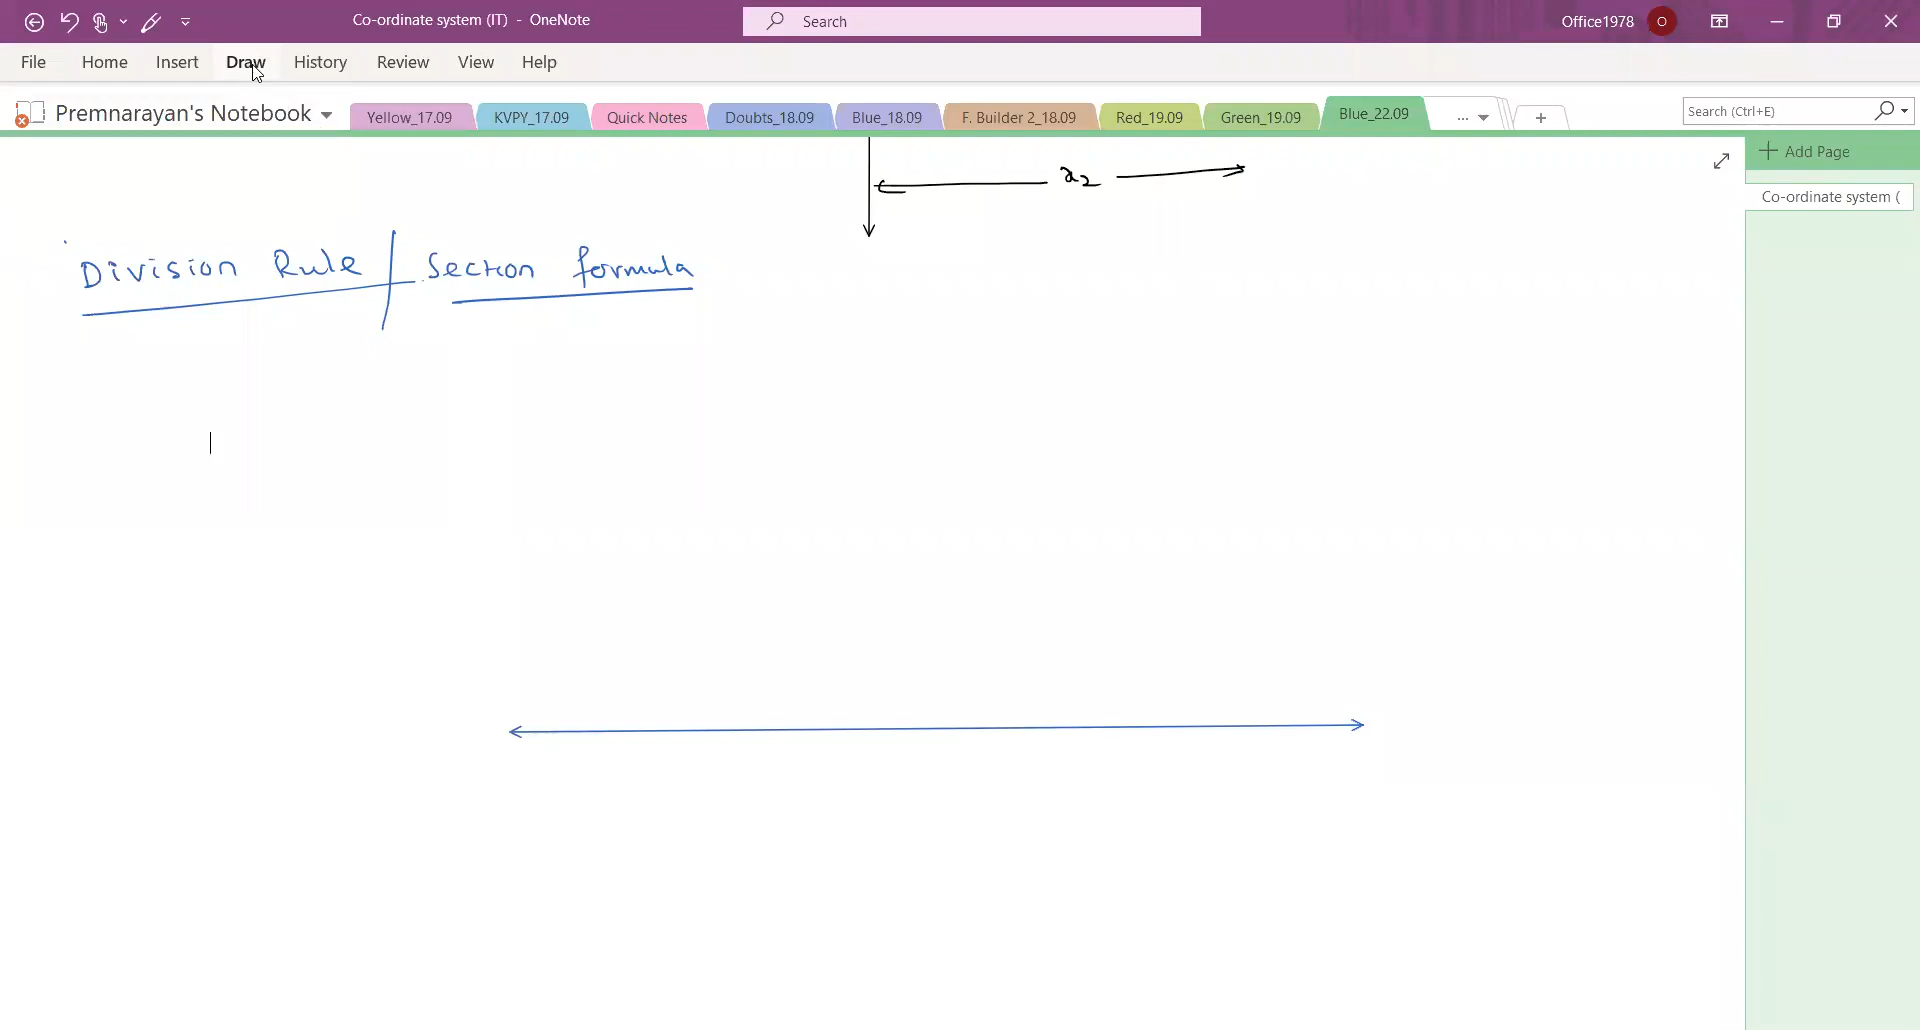 Co-ordinate system (IT) - OneNote
Search
Office1978
O
File Home Insert Draw History Review View Help
Premnarayan's Notebook
Yellow_17.09
KVPY_17.09
Quick Notes
Doubts_18.09
Blue_18.09
F. Builder 2_18.09
Red_19.09
Green_19.09
Blue_22.09
...
Search (Ctrl+E)
Add Page
Co-ordinate system (
x2
Division Rule / Section formula